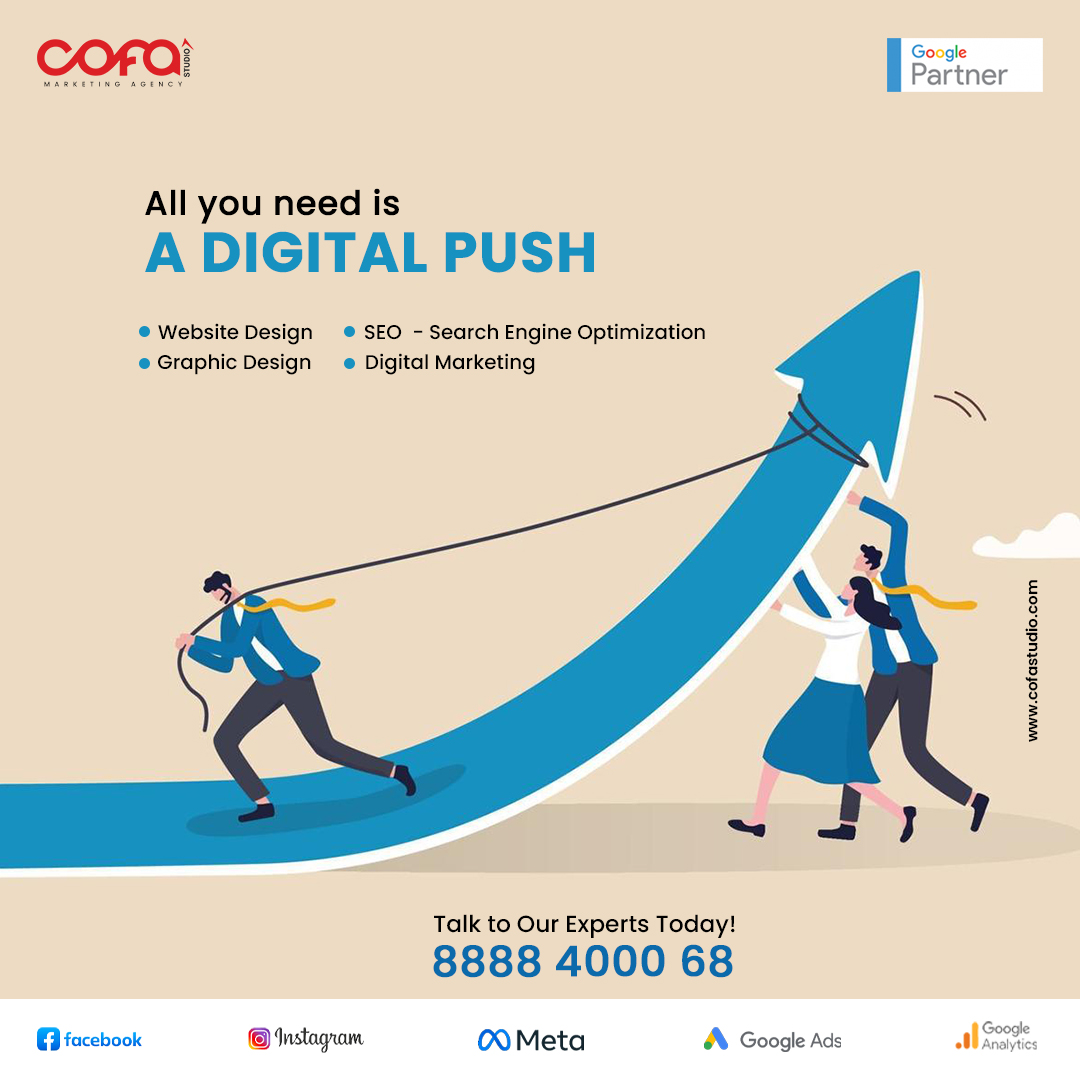 cofa STUDIO
MARKETING AGENCY
Google
Partner
All you need is
A DIGITAL PUSH
Website Design
SEO - Search Engine Optimization
Graphic Design
Digital Marketing
www.cofastudio.com
Talk to Our Experts Today!
8888 4000 68
facebook
Instagram
Meta
Google Ads
Google
Analytics